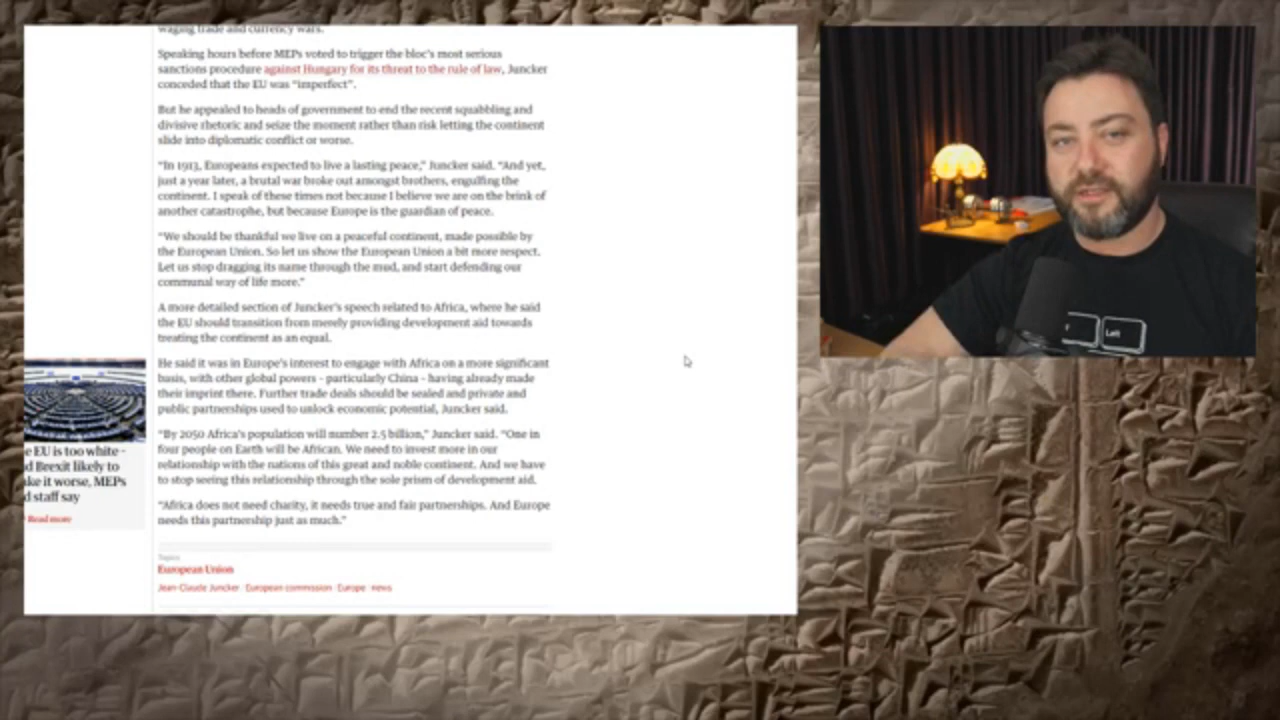 waging trade and currency wars.
Speaking hours before MEPs voted to trigger the bloc's most serious
sanctions procedure against Hungary for its threat to the rule of law, Juncker
conceded that the EU was “imperfect”.
But he appealed to heads of government to end the recent squabbling and
divisive rhetoric and seize the moment rather than risk letting the continent
slide into diplomatic conflict or worse.
“In 1913, Europeans expected to live a lasting peace,” Juncker said. “And yet,
just a year later, a brutal war broke out amongst brothers, engulfing the
continent. I speak of these times not because I believe we are on the brink of
another catastrophe, but because Europe is the guardian of peace.
“We should be thankful we live on a peaceful continent, made possible by
the European Union. So let us show the European Union a bit more respect.
Let us stop dragging its name through the mud, and start defending our
communal way of life more.”
A more detailed section of Juncker's speech related to Africa, where he said
the EU should transition from merely providing development aid towards
treating the continent as an equal.
He said it was in Europe's interest to engage with Africa on a more significant
basis, with other global powers - particularly China - having already made
their imprint there. Further trade deals should be sealed and private and
public partnerships used to unlock economic potential, Juncker said.
“By 2050 Africa's population will number 2.5 billion,” Juncker said. “One in
four people on Earth will be African. We need to invest more in our
relationship with the nations of this great and noble continent. And we have
to stop seeing this relationship through the sole prism of development aid.
“Africa does not need charity, it needs true and fair partnerships. And Europe
needs this partnership just as much.”
Topics
European Union
Jean-Claude Juncker European commission Europe news
e EU is too white -
d Brexit likely to
ke it worse, MEPs
d staff say
Read more
Left